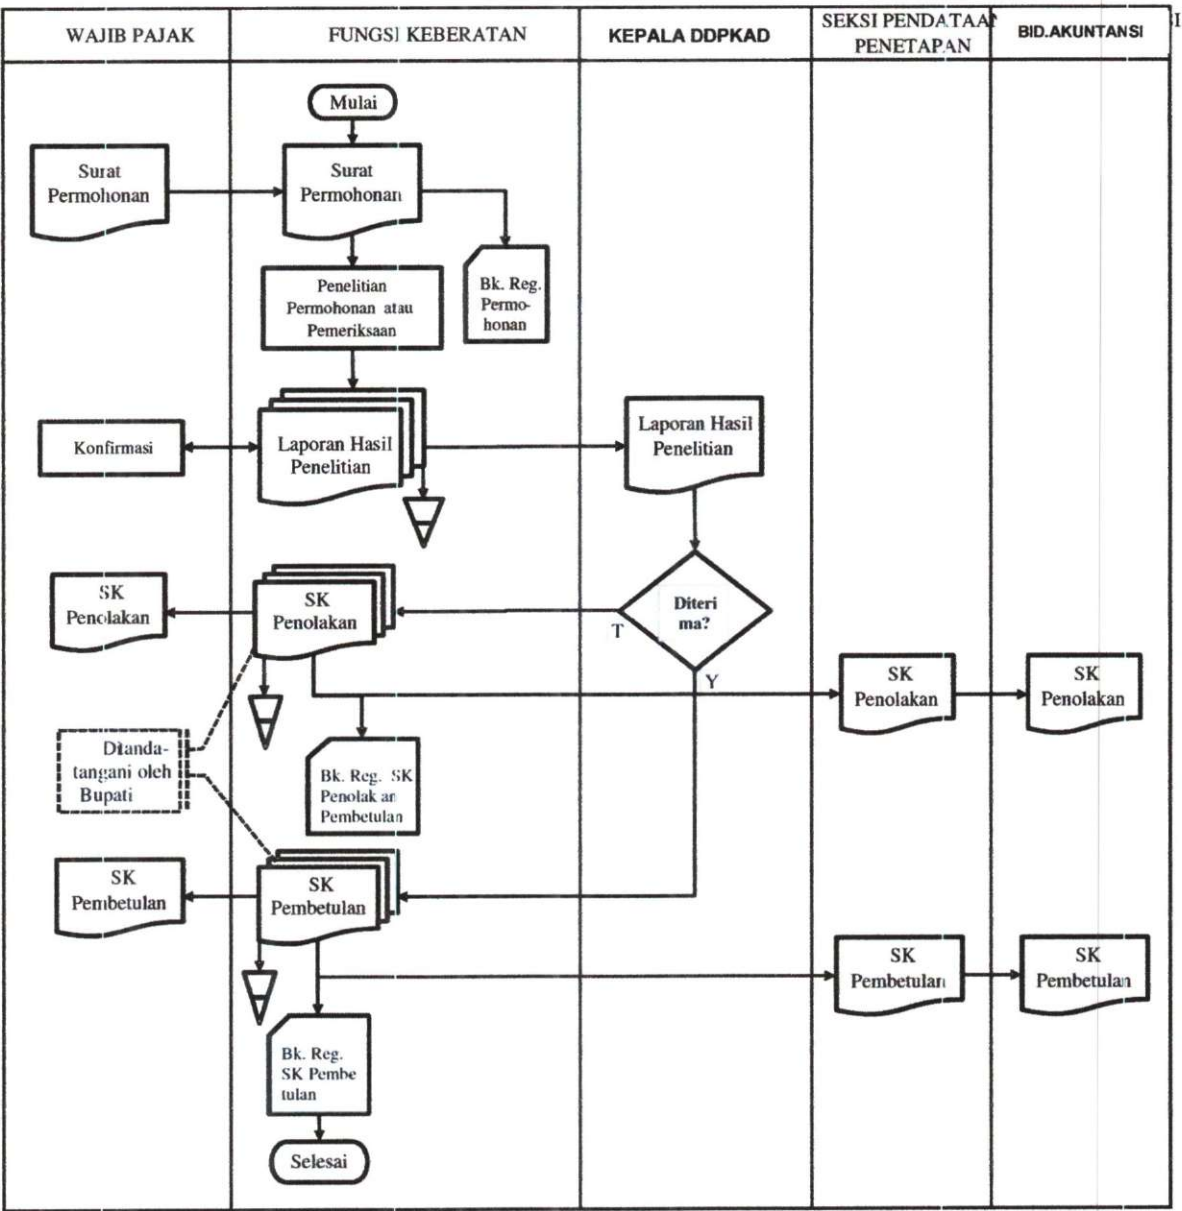 WAJIB PAJAK
FUNGSI KEBERATAN
KEPALA DDPKAD
SEKSI PENDATAAN
PENETAPAN
BID.AKUNTANSI
I
Mulai
Surat
Permohonan
Surat
Permohonan
Penelitian
Permohonan atau
Pemeriksaan
Bk. Reg.
Permo-
honan
Konfirmasi
Laporan Hasil
Penelitian
Laporan Hasil
Penelitian
SK
Penolakan
SK
Penolakan
Diteri
ma?
T
Y
SK
Penolakan
SK
Penolakan
Ditanda-
tangani oleh
Bupati
Bk. Reg. SK
Penolakan
Pembetulan
SK
Pembetulan
SK
Pembetulan
SK
Pembetulan
SK
Pembetulan
Bk. Reg.
SK Pembe
tulan
Selesai